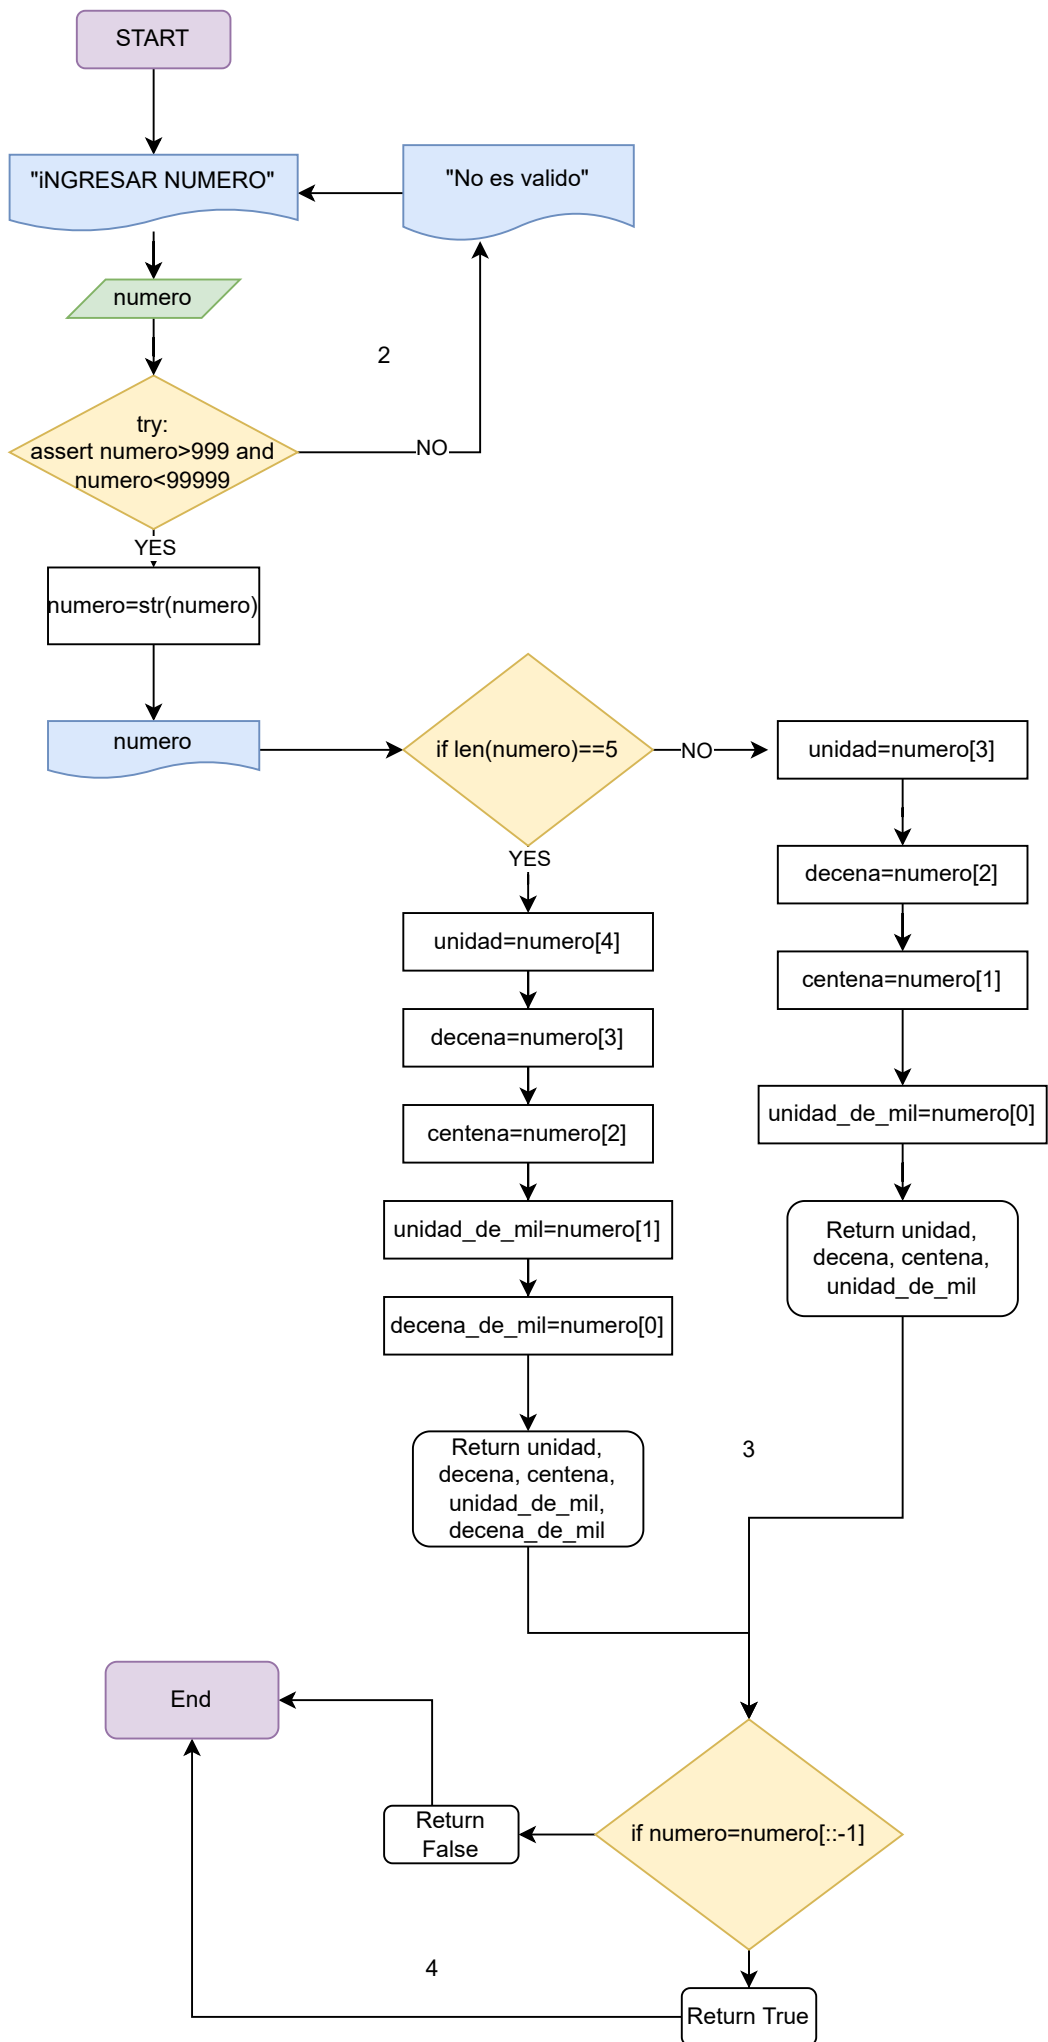 START
"iNGRESAR NUMERO"
"No es valido"
numero
2
try:
assert numero>999 and
numero<99999
NO
YES
numero=str(numero)
numero
if len(numero)==5
NO
unidad=numero[3]
YES
decena=numero[2]
unidad=numero[4]
centena=numero[1]
decena=numero[3]
unidad_de_mil=numero[0]
centena=numero[2]
unidad_de_mil=numero[1]
Return unidad,
decena, centena,
unidad_de_mil
decena_de_mil=numero[0]
Return unidad,
decena, centena,
unidad_de_mil,
decena_de_mil
3
End
Return
False
if numero=numero[::-1]
4
Return True